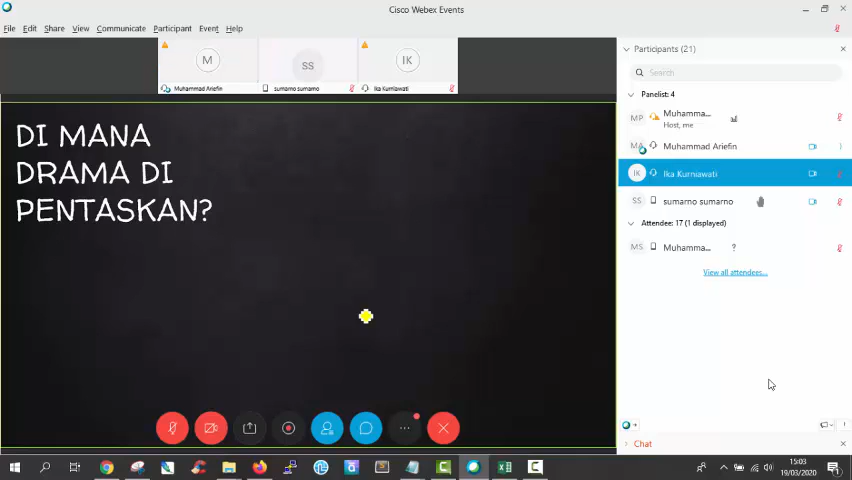 Cisco Webex Events
File Edit Share View Communicate Participant Event Help
M
Muhammad Ariefin
SS
sumarno sumarno
IK
Ika Kurniawati
DI MANA
DRAMA DI
PENTASKAN?
Participants (21)
Search
Panelist: 4
MP Muhamma...
Host, me
MA Muhammad Ariefin
IK Ika Kurniawati
SS sumarno sumarno
Attendee: 17 (1 displayed)
MS Muhamma... ?
View all attendees...
Chat
15:03
19/03/2020